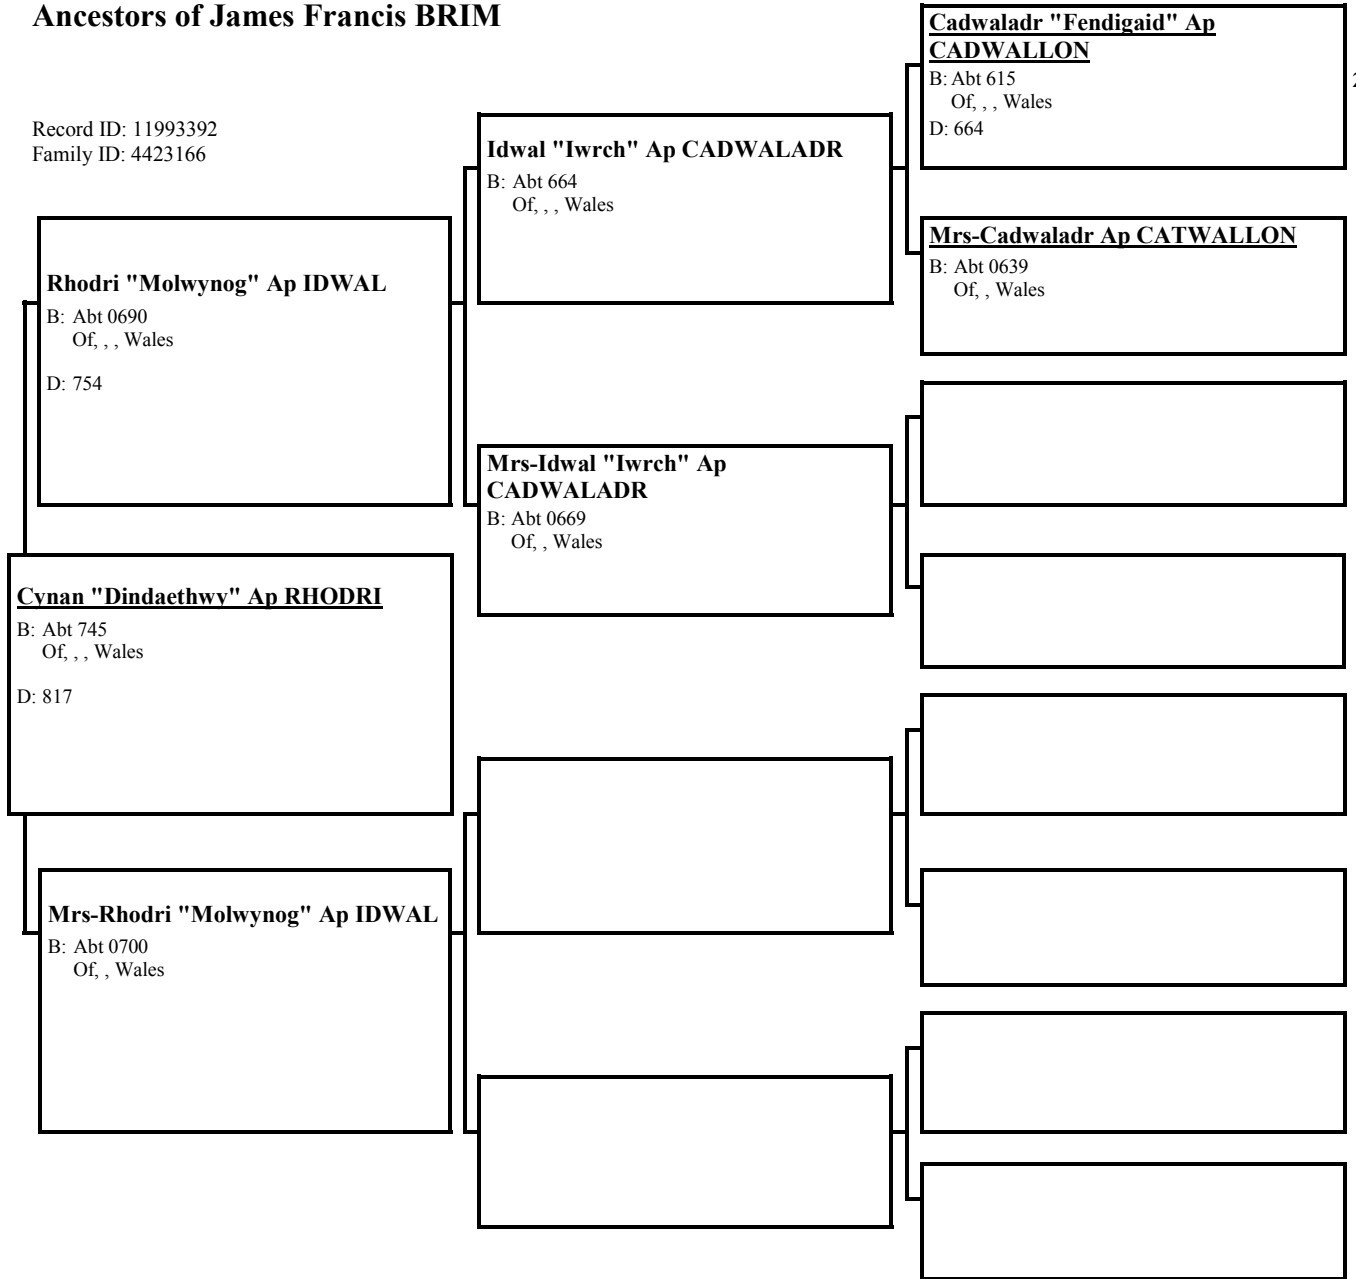 Ancestors of James Francis BRIM
Record ID: 11993392
Family ID: 4423166
Cadwaladr "Fendigaid" Ap
CADWALLON
B: Abt 615
Of, , , Wales
D: 664
2
Idwal "Iwrch" Ap CADWALADR
B: Abt 664
Of, , , Wales
Mrs-Cadwaladr Ap CATWALLON
B: Abt 0639
Of, , Wales
Rhodri "Molwynog" Ap IDWAL
B: Abt 0690
Of, , , Wales
D: 754
Mrs-Idwal "Iwrch" Ap
CADWALADR
B: Abt 0669
Of, , Wales
Cynan "Dindaethwy" Ap RHODRI
B: Abt 745
Of, , , Wales
D: 817
Mrs-Rhodri "Molwynog" Ap IDWAL
B: Abt 0700
Of, , Wales